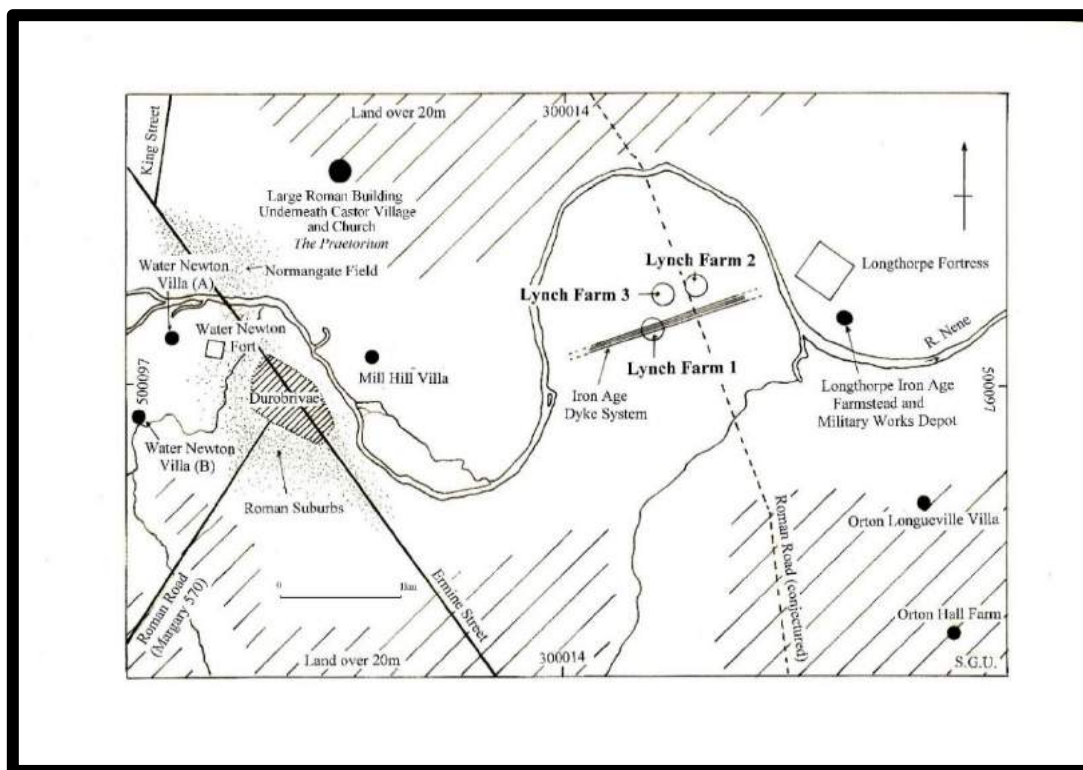 Land over 20m
300014
King Street
Large Roman Building
Underneath Castor Village
and Church
The Praetorium
Normangate Field
Water Newton
Villa (A)
Water Newton
Fort
Mill Hill Villa
Durobrivae
500097
Water Newton
Villa (B)
Roman Suburbs
Lynch Farm 2
Lynch Farm 3
Lynch Farm 1
Iron Age
Dyke System
Longthorpe Fortress
R. Nene
Longthorpe Iron Age
Farmstead and
Military Works Depot
500097
Orton Longueville Villa
Roman Road (conjectured)
Orton Hall Farm
Roman Road
(Margary 570)
0
1km
Ermine Street
Land over 20m
300014
S.G.U.